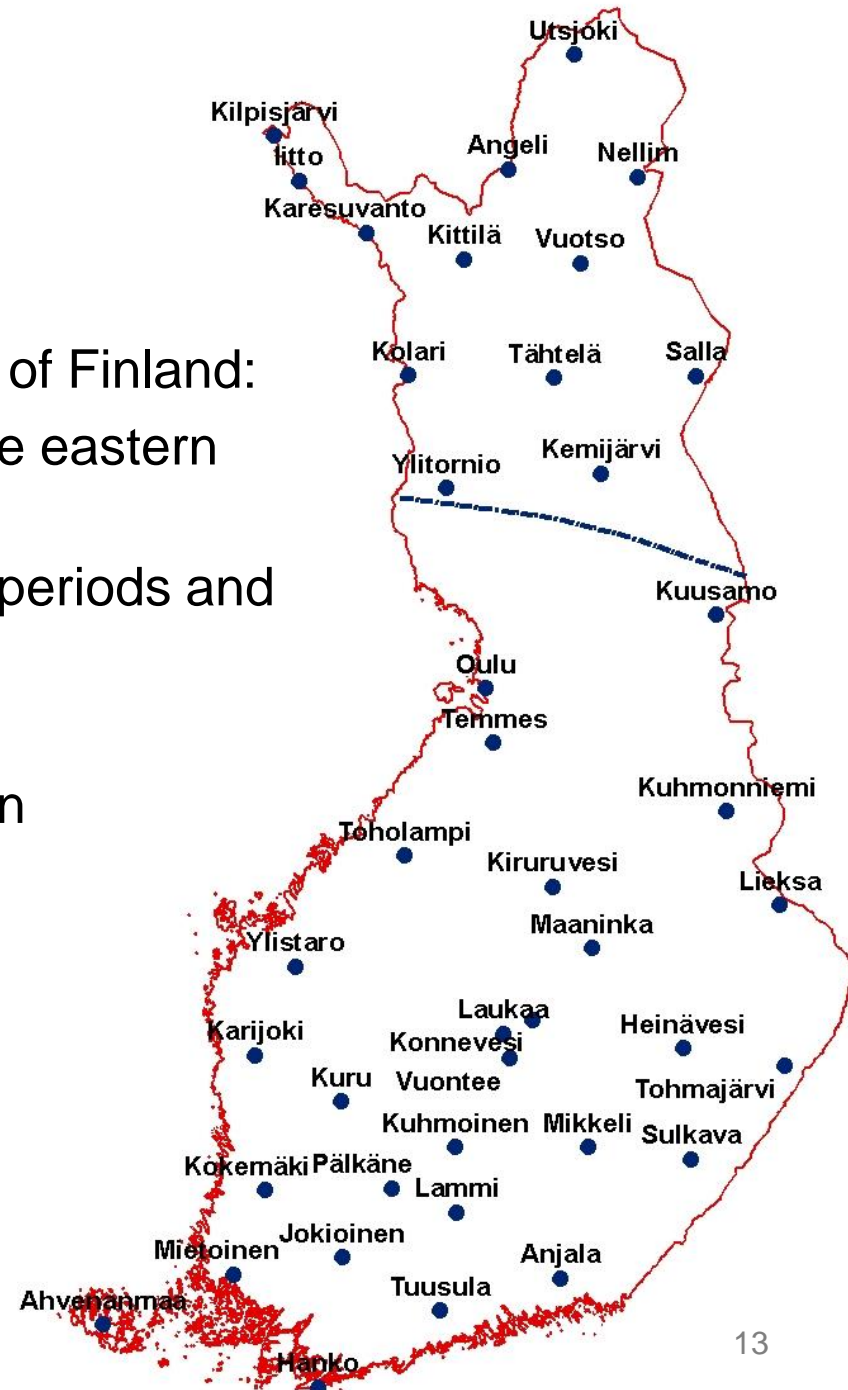 Utsjoki
Kilpisjärvi
Iitto
Angeli
Nellim
Karesuvanto
Kittilä
Vuotso
of Finland:
Kolari
Tähtelä
Salla
e eastern
Ylitornio
Kemijärvi
periods and
Kuusamo
Oulu
Temmes
n
Kuhmonniemi
Toholampi
Kiruruvesi
Lieksa
Maaninka
Ylistaro
Laukaa
Karijoki
Konnevesi
Heinävesi
Kuru
Vuontee
Tohmajärvi
Kuhmoinen
Mikkeli
Sulkava
Kokemäki
Pälkäne
Lammi
Jokioinen
Mietoinen
Anjala
Tuusula
Ahvenanmaa
13
Hanko